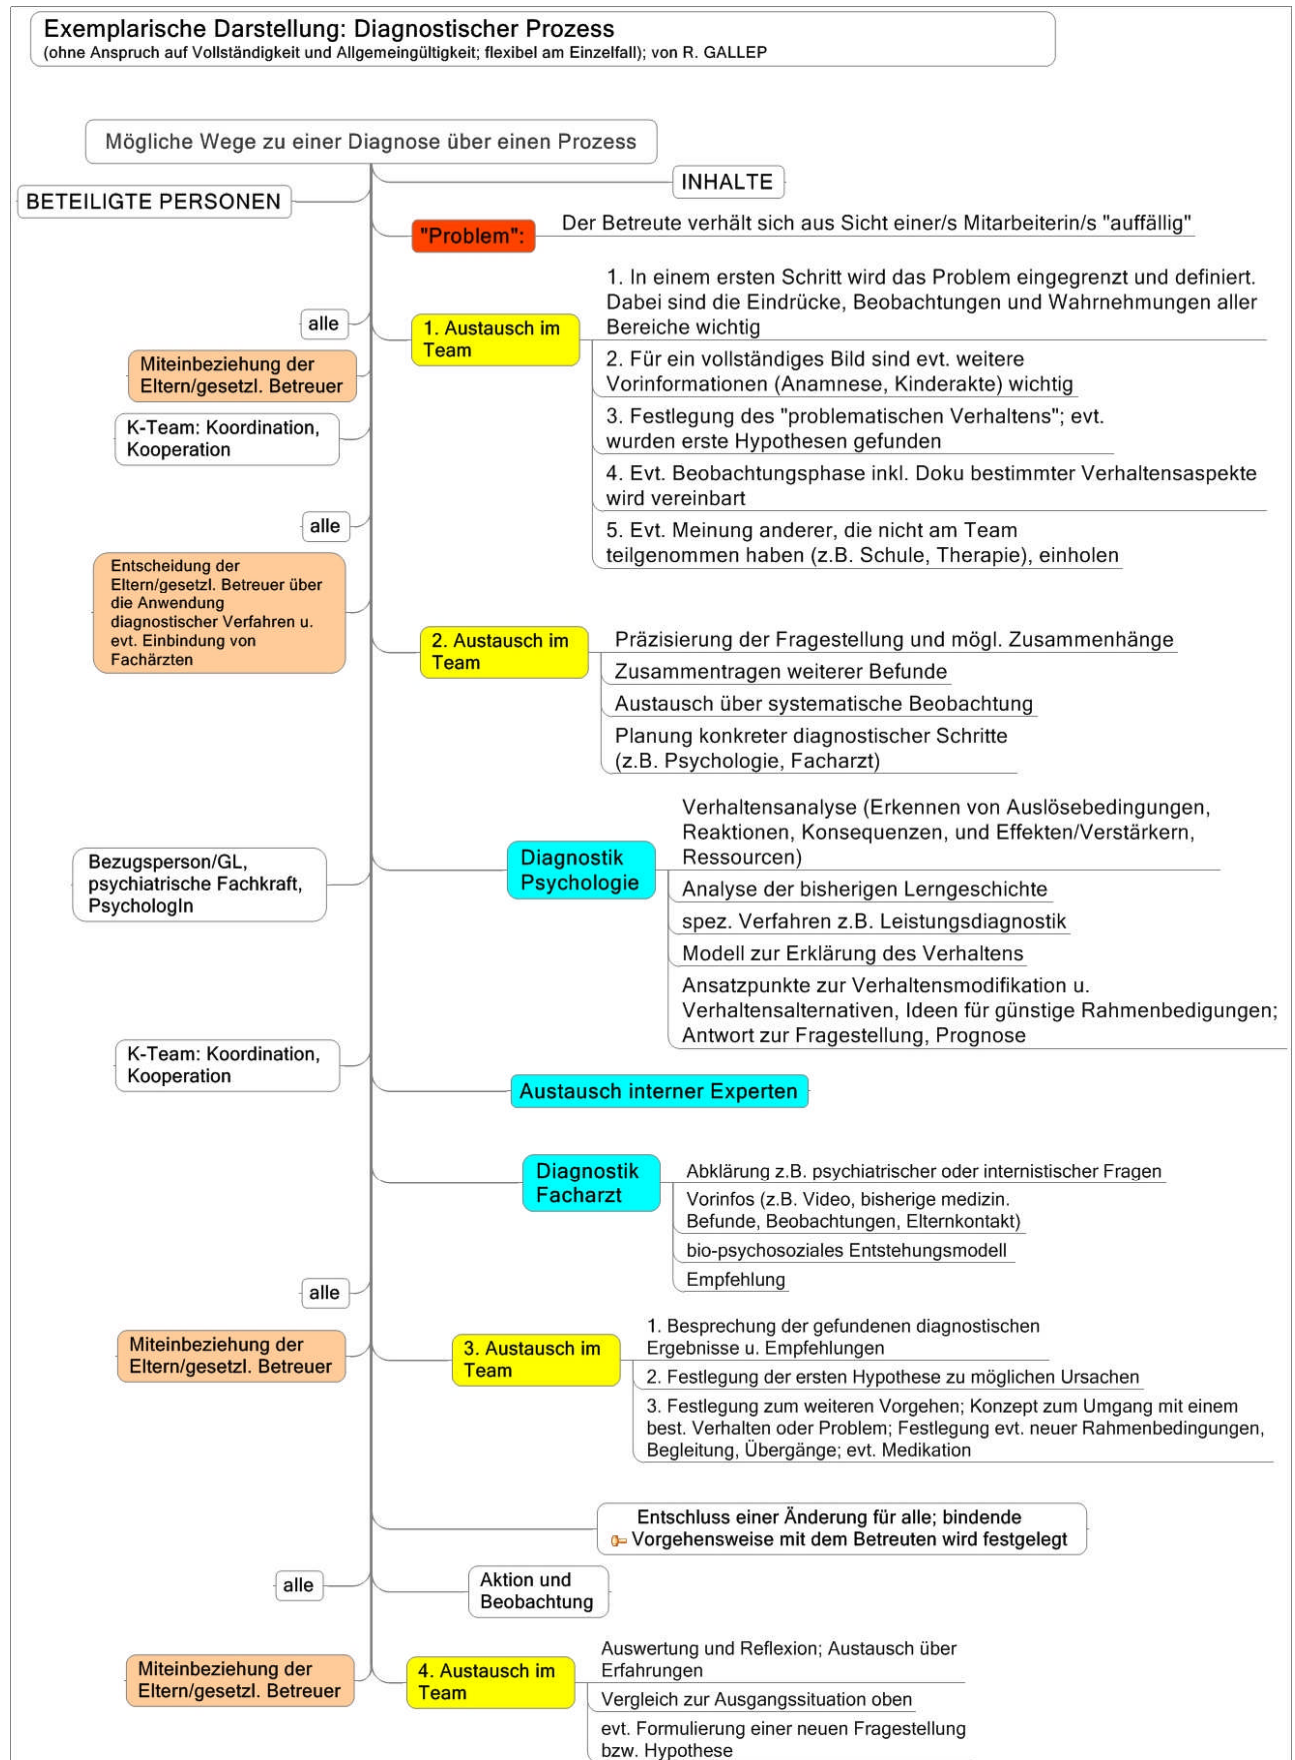 Exemplarische Darstellung: Diagnostischer Prozess
(ohne Anspruch auf Vollständigkeit und Allgemeingültigkeit; flexibel am Einzelfall); von R. GALLEP
Mögliche Wege zu einer Diagnose über einen Prozess
BETEILIGTE PERSONEN
INHALTE
"Problem":
Der Betreute verhält sich aus Sicht einer/s Mitarbeiterin/s "auffällig"
alle
Miteinbeziehung der
Eltern/gesetzl. Betreuer
K-Team: Koordination,
Kooperation
1. Austausch im
Team
1. In einem ersten Schritt wird das Problem eingegrenzt und definiert.
Dabei sind die Eindrücke, Beobachtungen und Wahrnehmungen aller
Bereiche wichtig
2. Für ein vollständiges Bild sind evt. weitere
Vorinformationen (Anamnese, Kinderakte) wichtig
3. Festlegung des "problematischen Verhaltens"; evt.
wurden erste Hypothesen gefunden
4. Evt. Beobachtungsphase inkl. Doku bestimmter Verhaltensaspekte
wird vereinbart
5. Evt. Meinung anderer, die nicht am Team
teilgenommen haben (z.B. Schule, Therapie), einholen
alle
Entscheidung der
Eltern/gesetzl. Betreuer über
die Anwendung
diagnostischer Verfahren u.
evt. Einbindung von
Fachärzten
2. Austausch im
Team
Präzisierung der Fragestellung und mögl. Zusammenhänge
Zusammentragen weiterer Befunde
Austausch über systematische Beobachtung
Planung konkreter diagnostischer Schritte
(z.B. Psychologie, Facharzt)
Bezugsperson/GL,
psychiatrische Fachkraft,
PsychologIn
Diagnostik
Psychologie
Verhaltensanalyse (Erkennen von Auslösebedingungen,
Reaktionen, Konsequenzen, und Effekten/Verstärkern,
Ressourcen)
Analyse der bisherigen Lerngeschichte
spez. Verfahren z.B. Leistungsdiagnostik
Modell zur Erklärung des Verhaltens
Ansatzpunkte zur Verhaltensmodifikation u.
Verhaltensalternativen, Ideen für günstige Rahmenbedigungen;
Antwort zur Fragestellung, Prognose
K-Team: Koordination,
Kooperation
Austausch interner Experten
Diagnostik
Facharzt
Abklärung z.B. psychiatrischer oder internistischer Fragen
Vorinfos (z.B. Video, bisherige medizin.
Befunde, Beobachtungen, Elternkontakt)
bio-psychosoziales Entstehungsmodell
Empfehlung
alle
Miteinbeziehung der
Eltern/gesetzl. Betreuer
3. Austausch im
Team
1. Besprechung der gefundenen diagnostischen
Ergebnisse u. Empfehlungen
2. Festlegung der ersten Hypothese zu möglichen Ursachen
3. Festlegung zum weiteren Vorgehen; Konzept zum Umgang mit einem
best. Verhalten oder Problem; Festlegung evt. neuer Rahmenbedingungen,
Begleitung, Übergänge; evt. Medikation
Entschluss einer Änderung für alle; bindende
Vorgehensweise mit dem Betreuten wird festgelegt
alle
Aktion und
Beobachtung
Miteinbeziehung der
Eltern/gesetzl. Betreuer
4. Austausch im
Team
Auswertung und Reflexion; Austausch über
Erfahrungen
Vergleich zur Ausgangssituation oben
evt. Formulierung einer neuen Fragestellung
bzw. Hypothese